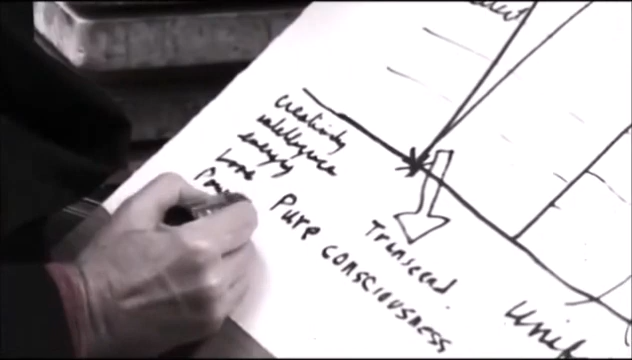 Creativity
intelligence
energy
Love
Pure consciousness
Transcend.